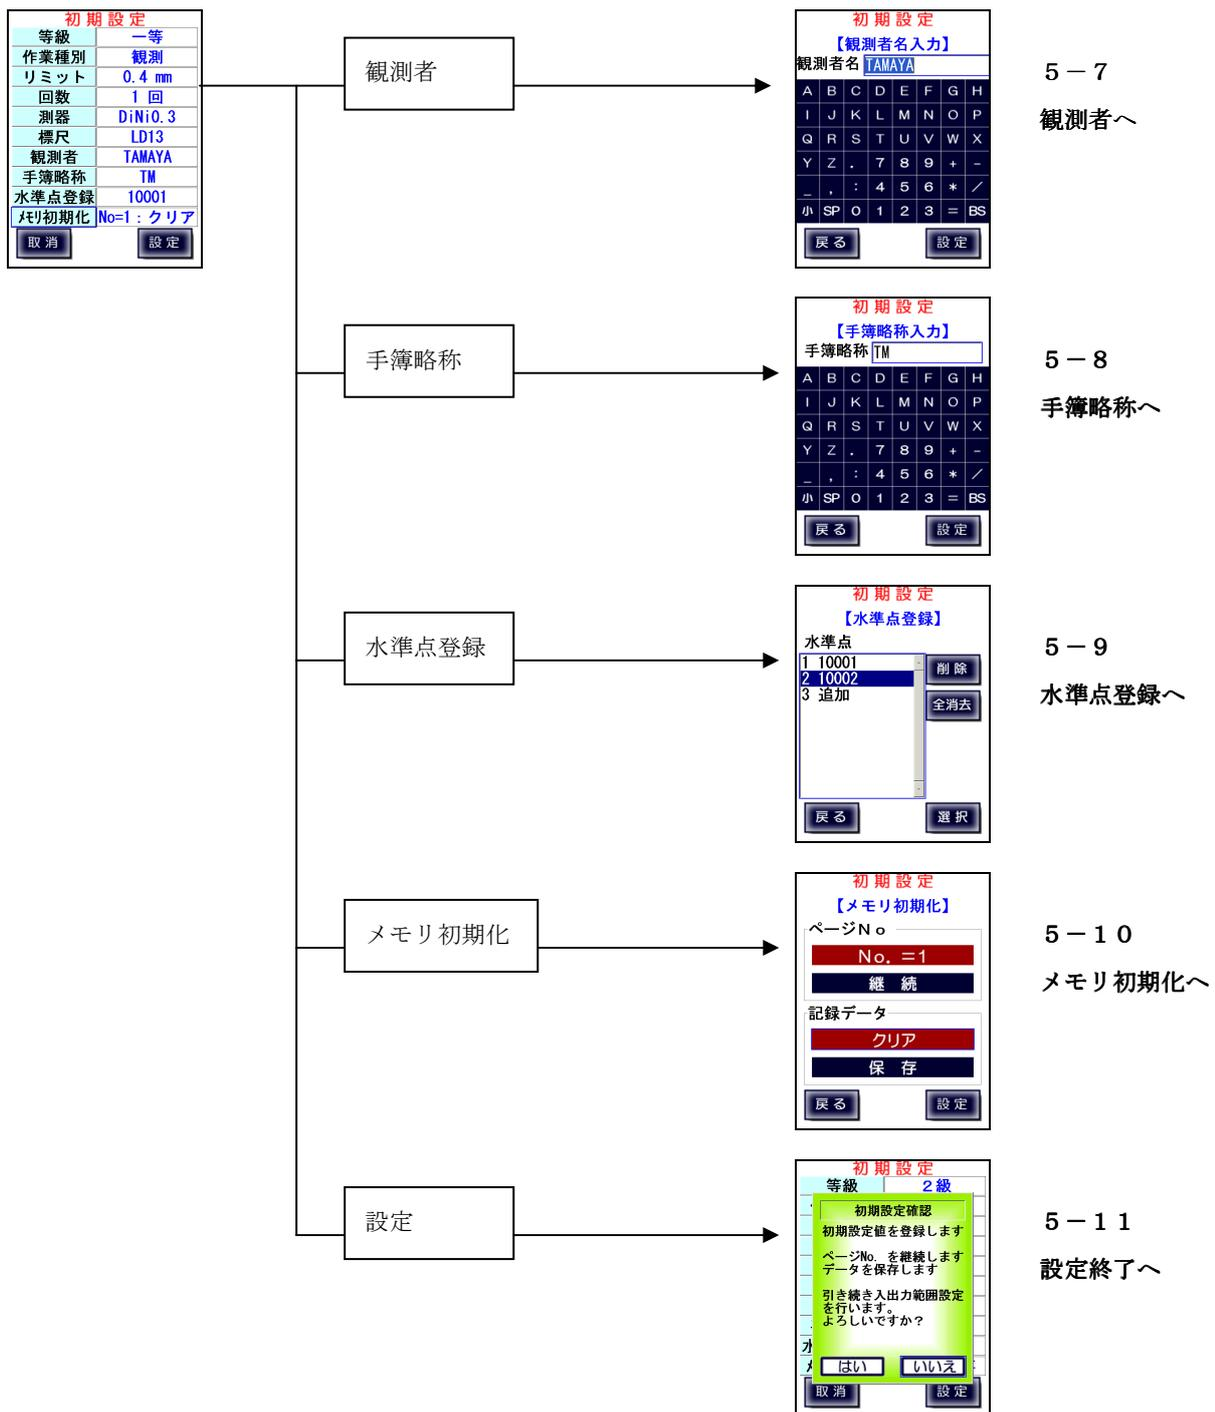 初期設定
等級 一等
作業種別 観測
リミット 0.4 mm
回数 1 回
測器 DiNi0.3
標尺 LD13
観測者 TAMAYA
手簿略称 TM
水準点登録 10001
ﾒﾓﾘ初期化 No=1：クリア
取消 設定
観測者
初期設定
【観測者名入力】
観測者名 TAMAYA
A B C D E F G H
I J K L M N O P
Q R S T U V W X
Y Z . 7 8 9 + -
_ , : 4 5 6 * /
小 SP 0 1 2 3 = BS
戻る 設定
５－７
観測者へ
手簿略称
初期設定
【手簿略称入力】
手簿略称 TM
A B C D E F G H
I J K L M N O P
Q R S T U V W X
Y Z . 7 8 9 + -
_ , : 4 5 6 * /
小 SP 0 1 2 3 = BS
戻る 設定
５－８
手簿略称へ
水準点登録
初期設定
【水準点登録】
水準点
1 10001
2 10002
3 追加
削除
全消去
戻る 選択
５－９
水準点登録へ
メモリ初期化
初期設定
【メモリ初期化】
ページＮｏ
Ｎｏ．＝１
継続
記録データ
クリア
保存
戻る 設定
５－１０
メモリ初期化へ
設定
初期設定
等級 ２級
初期設定確認
初期設定値を登録します
ページNo. を継続します
データを保存します
引き続き入出力範囲設定
を行います。
よろしいですか？
はい いいえ
取消 設定
５－１１
設定終了へ